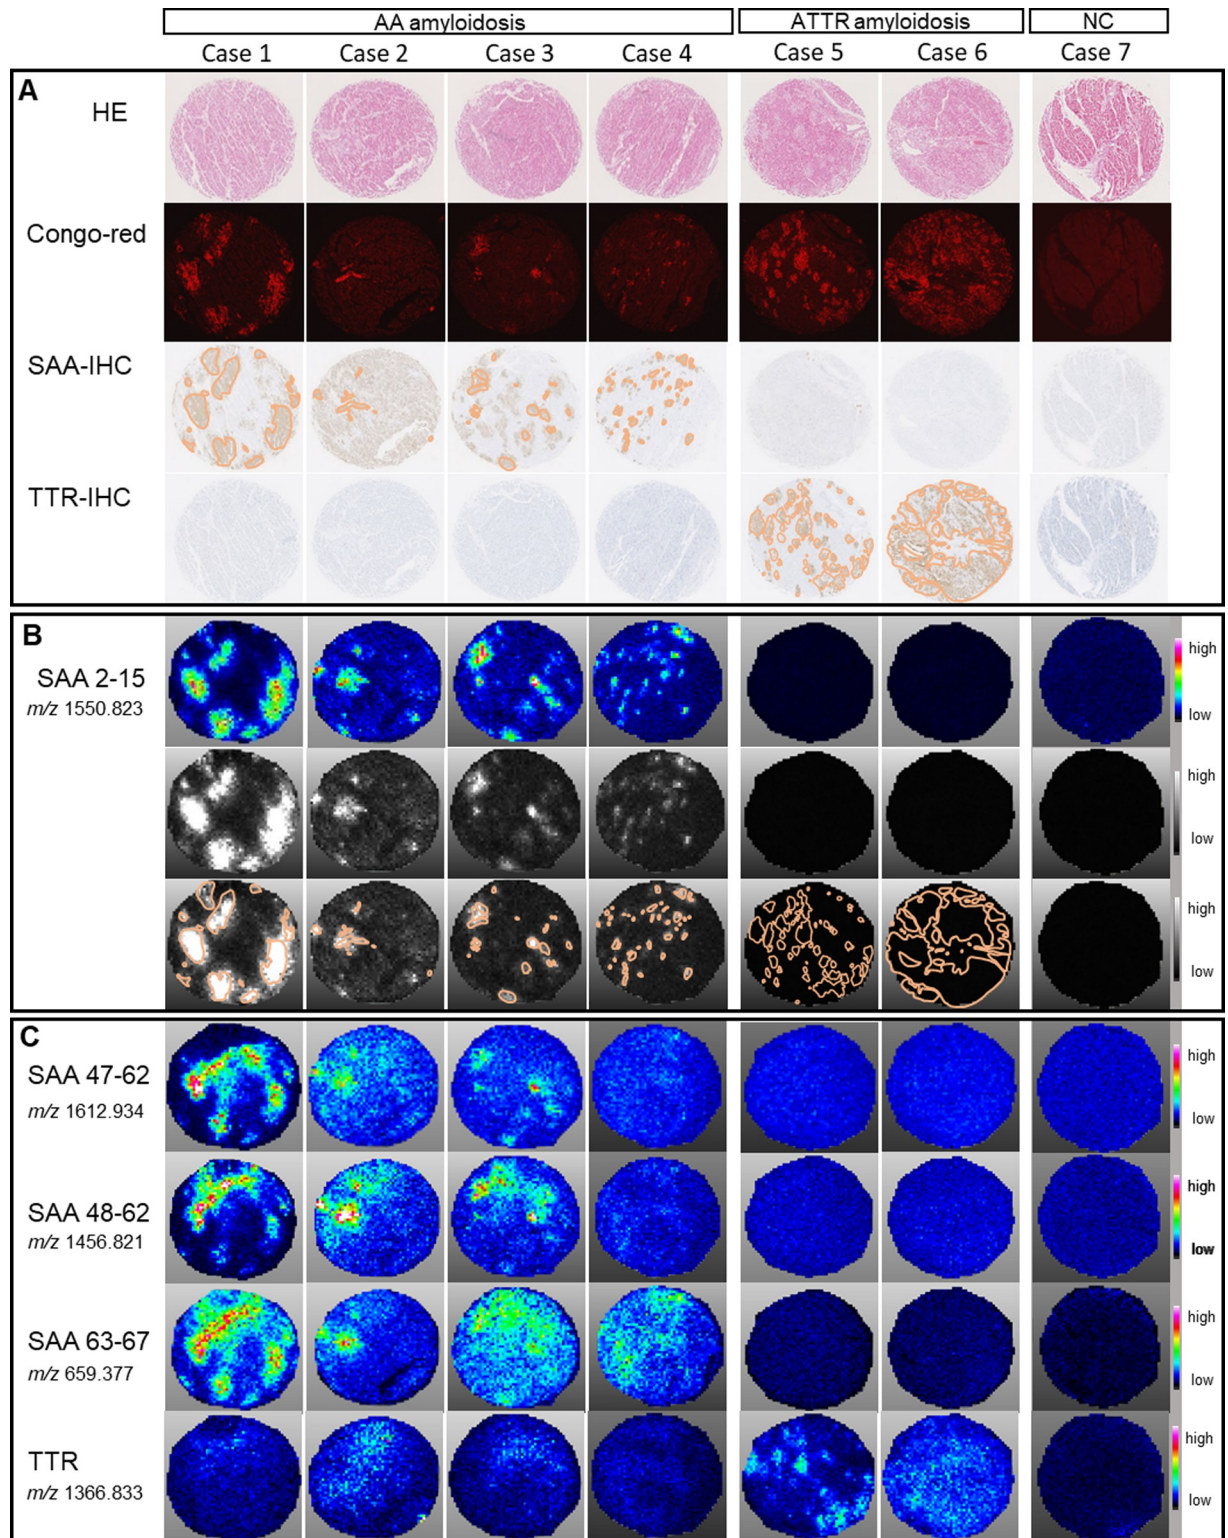 AA amyloidosis ATTR amyloidosis NC
Case 1 Case 2 Case 3 Case 4 Case 5 Case 6 Case 7
A
HE
Congo-red
SAA-IHC
TTR-IHC
B
SAA 2-15
m/z 1550.823
high
low
high
low
high
low
C
SAA 47-62
m/z 1612.934
high
low
SAA 48-62
m/z 1456.821
high
low
SAA 63-67
m/z 659.377
high
low
TTR
m/z 1366.833
high
low